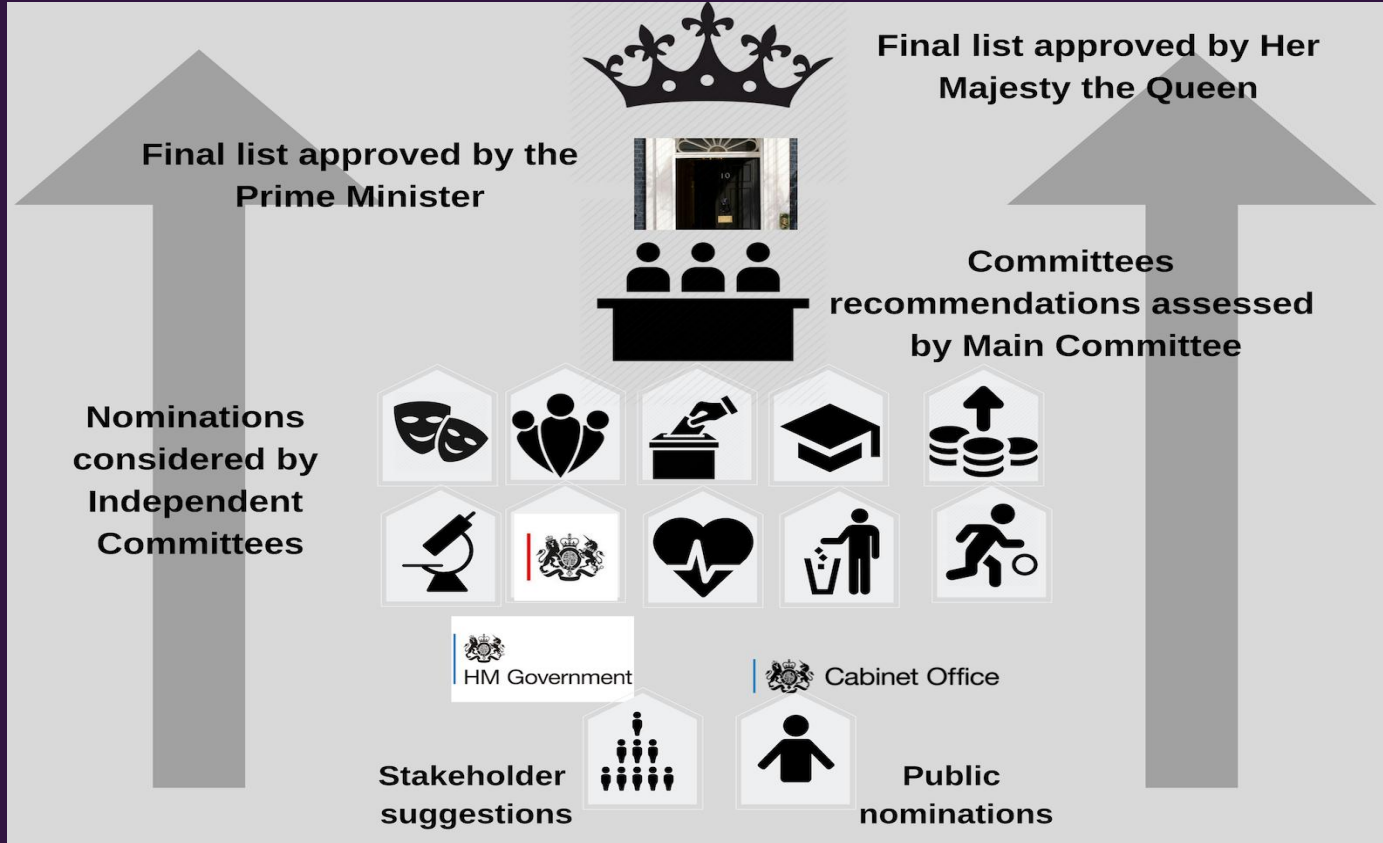 Final list approved by Her
Majesty the Queen
Final list approved by the
Prime Minister
10
Committees
recommendations assessed
by Main Committee
Nominations
considered by
Independent
Committees
HM Government
Cabinet Office
Stakeholder
suggestions
Public
nominations